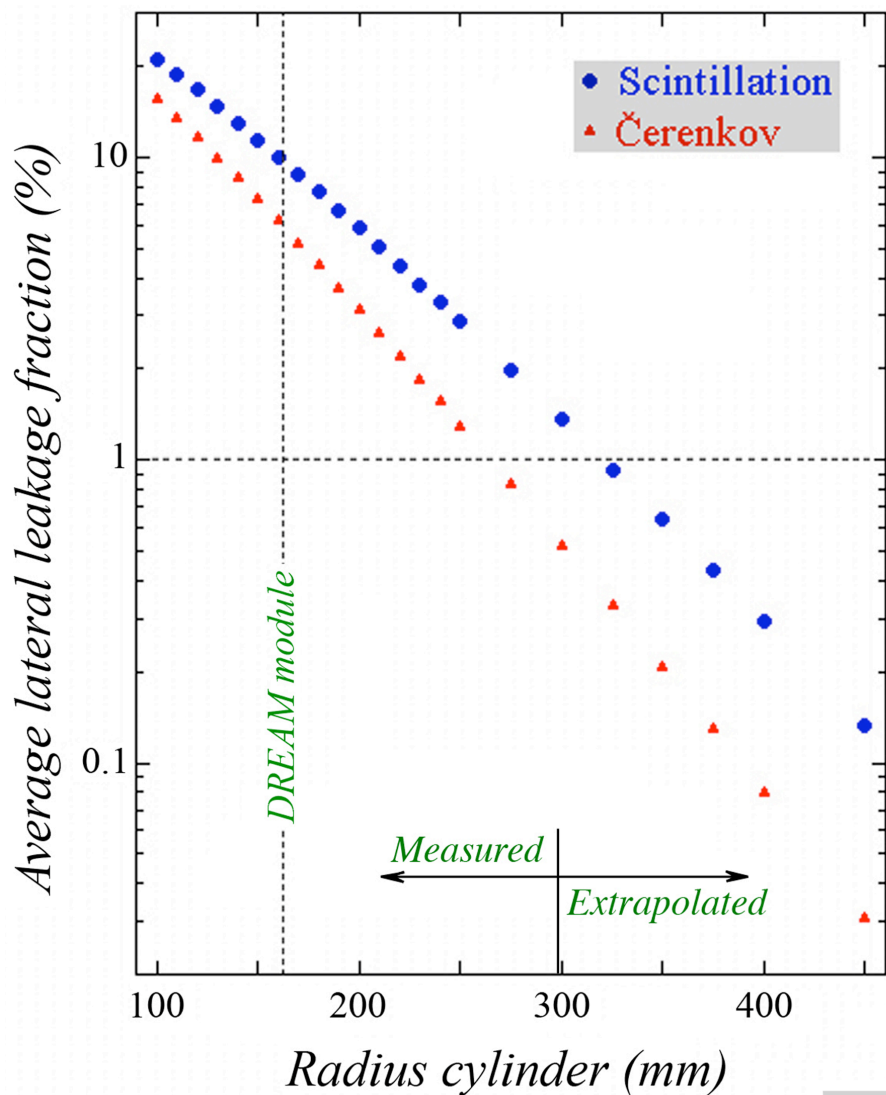 Scintillation
Čerenkov
Average lateral leakage fraction (%)
10
1
0.1
DREAM module
Measured
Extrapolated
100
200
300
400
Radius cylinder (mm)